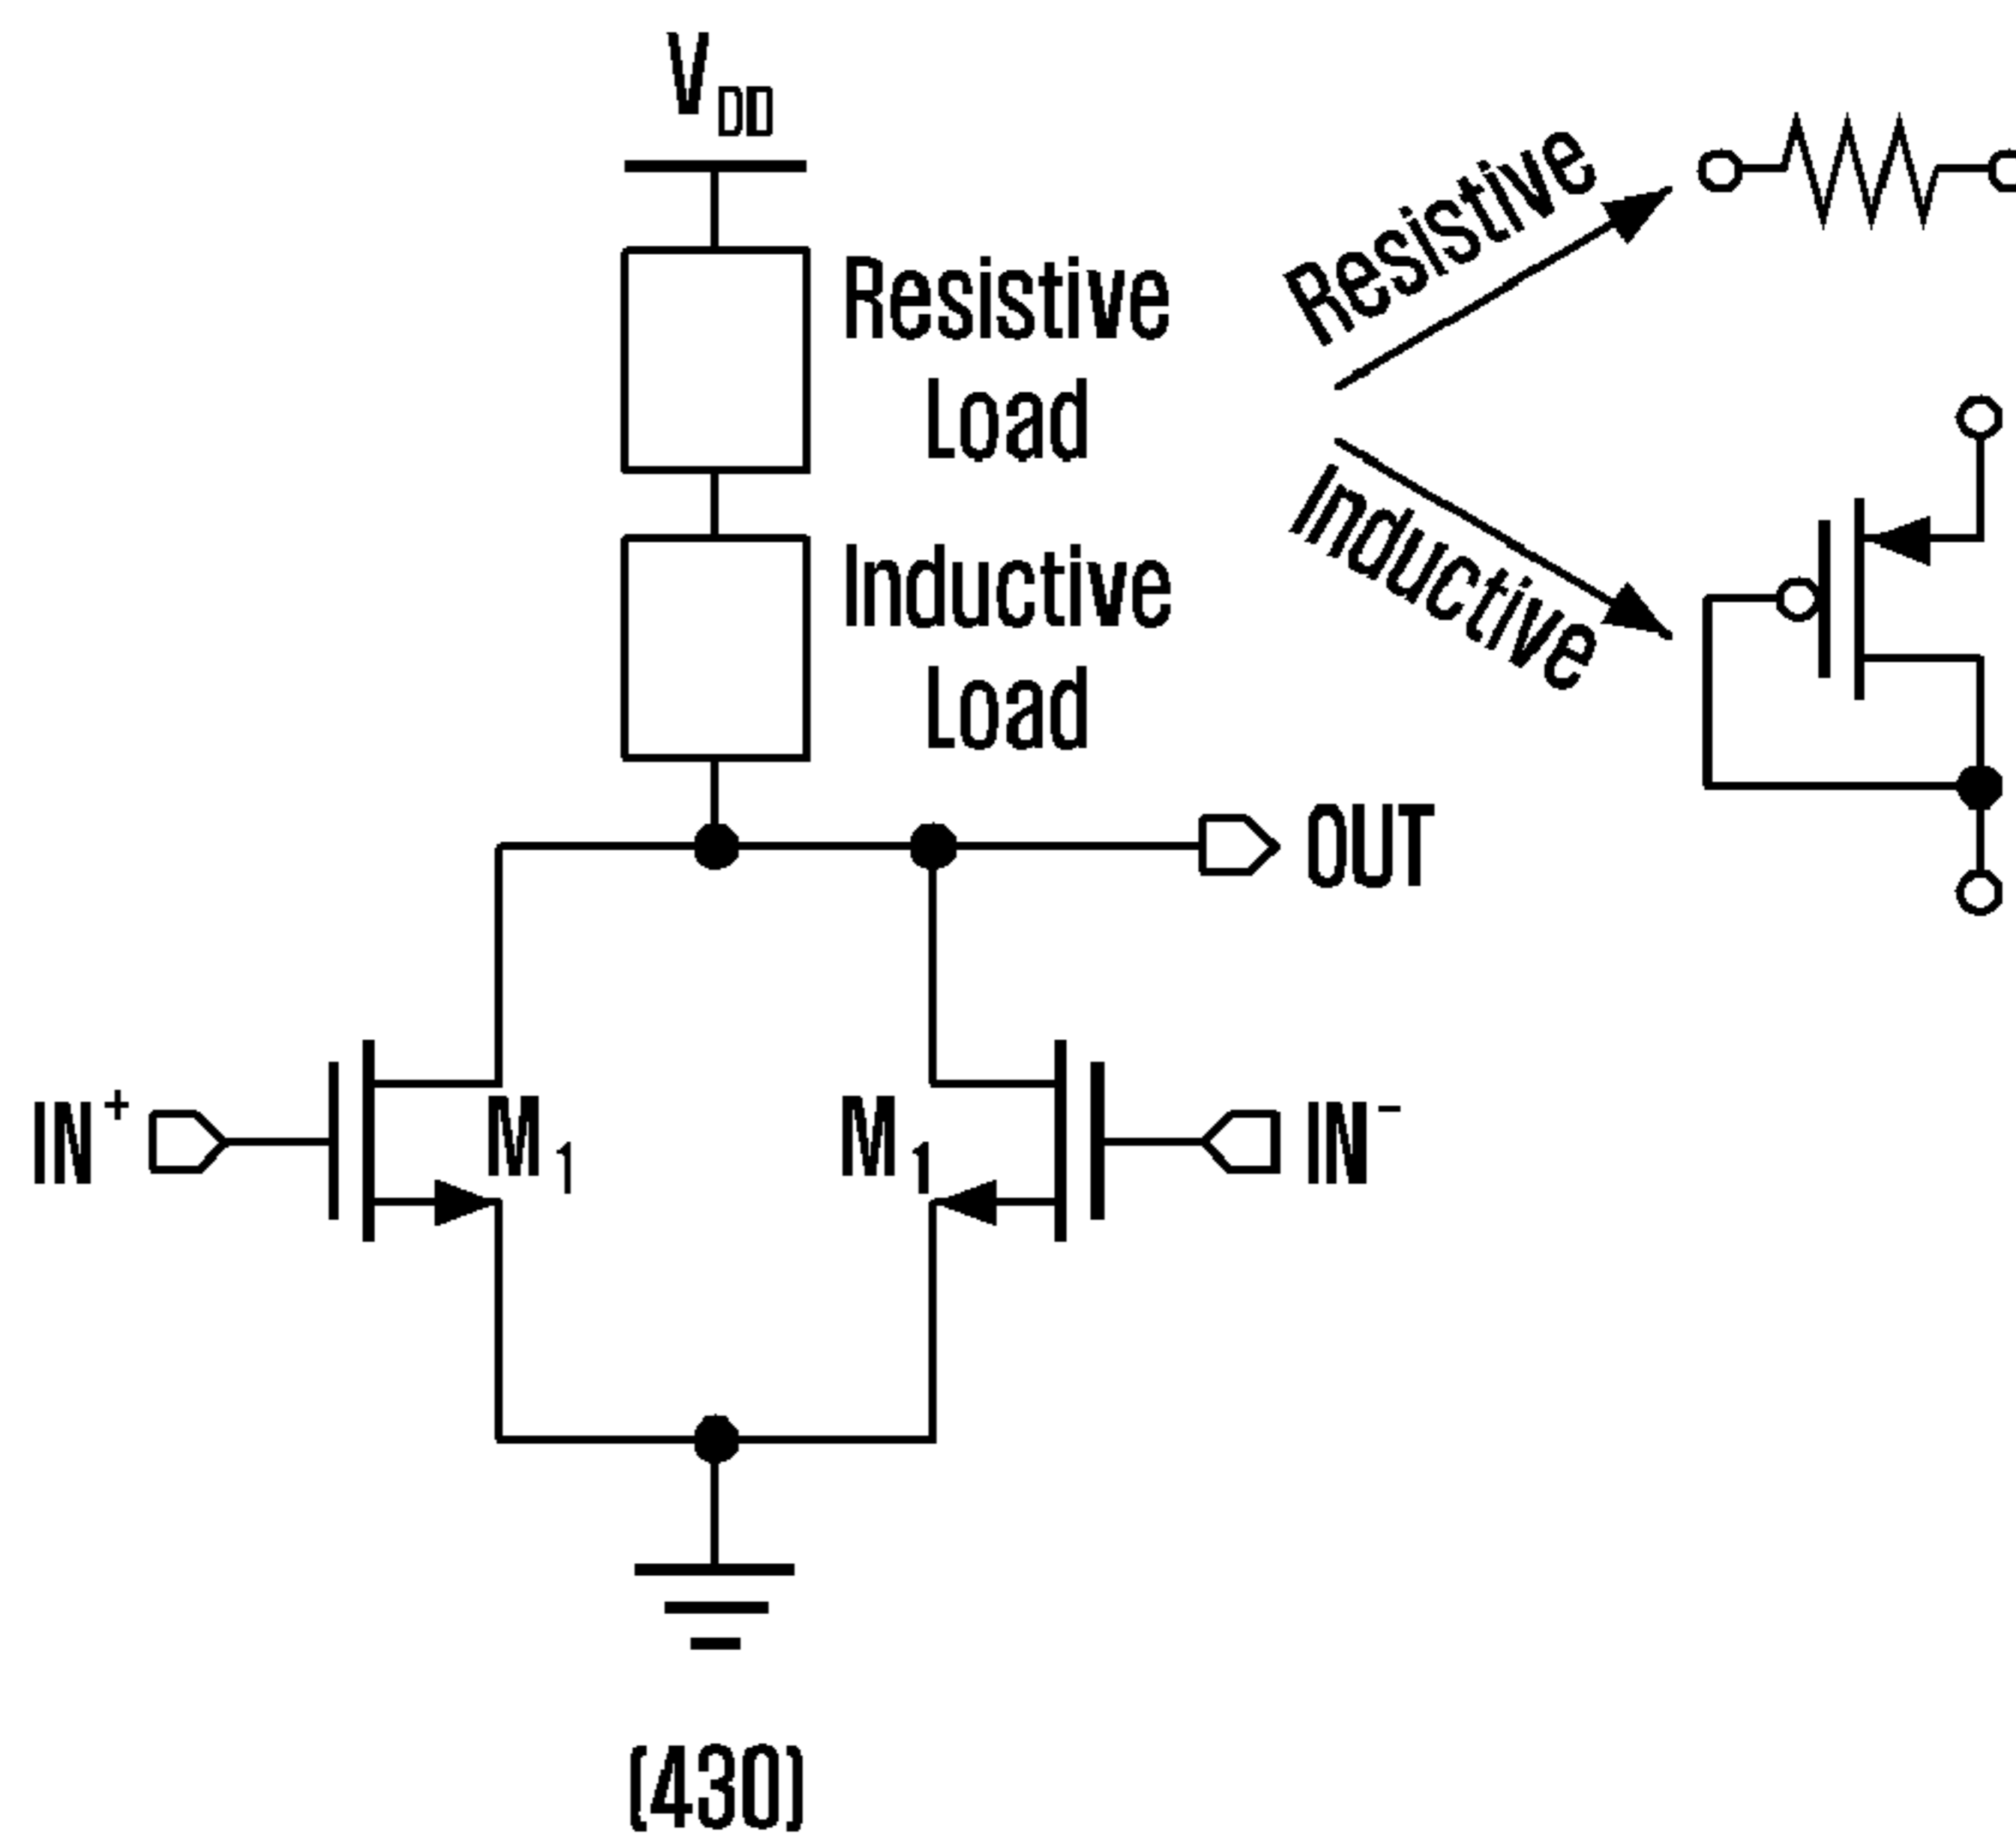 VDD
Resistive
Load
Inductive
Load
Resistive
Inductive
OUT
IN+
M1
M1
IN−
(430)